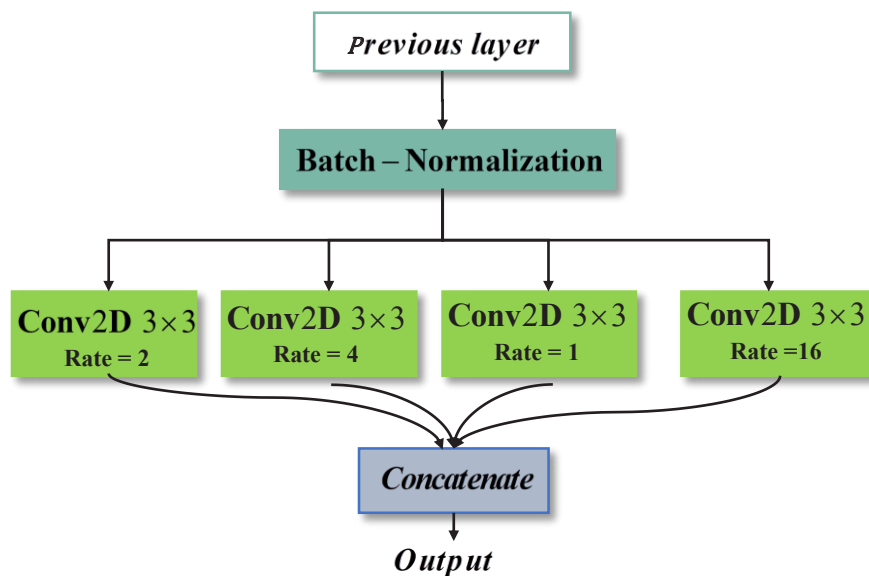 Previous layer
Batch – Normalization
Conv2D 3×3
Rate = 2
Conv2D 3×3
Rate = 4
Conv2D 3×3
Rate = 1
Conv2D 3×3
Rate =16
Concatenate
Output